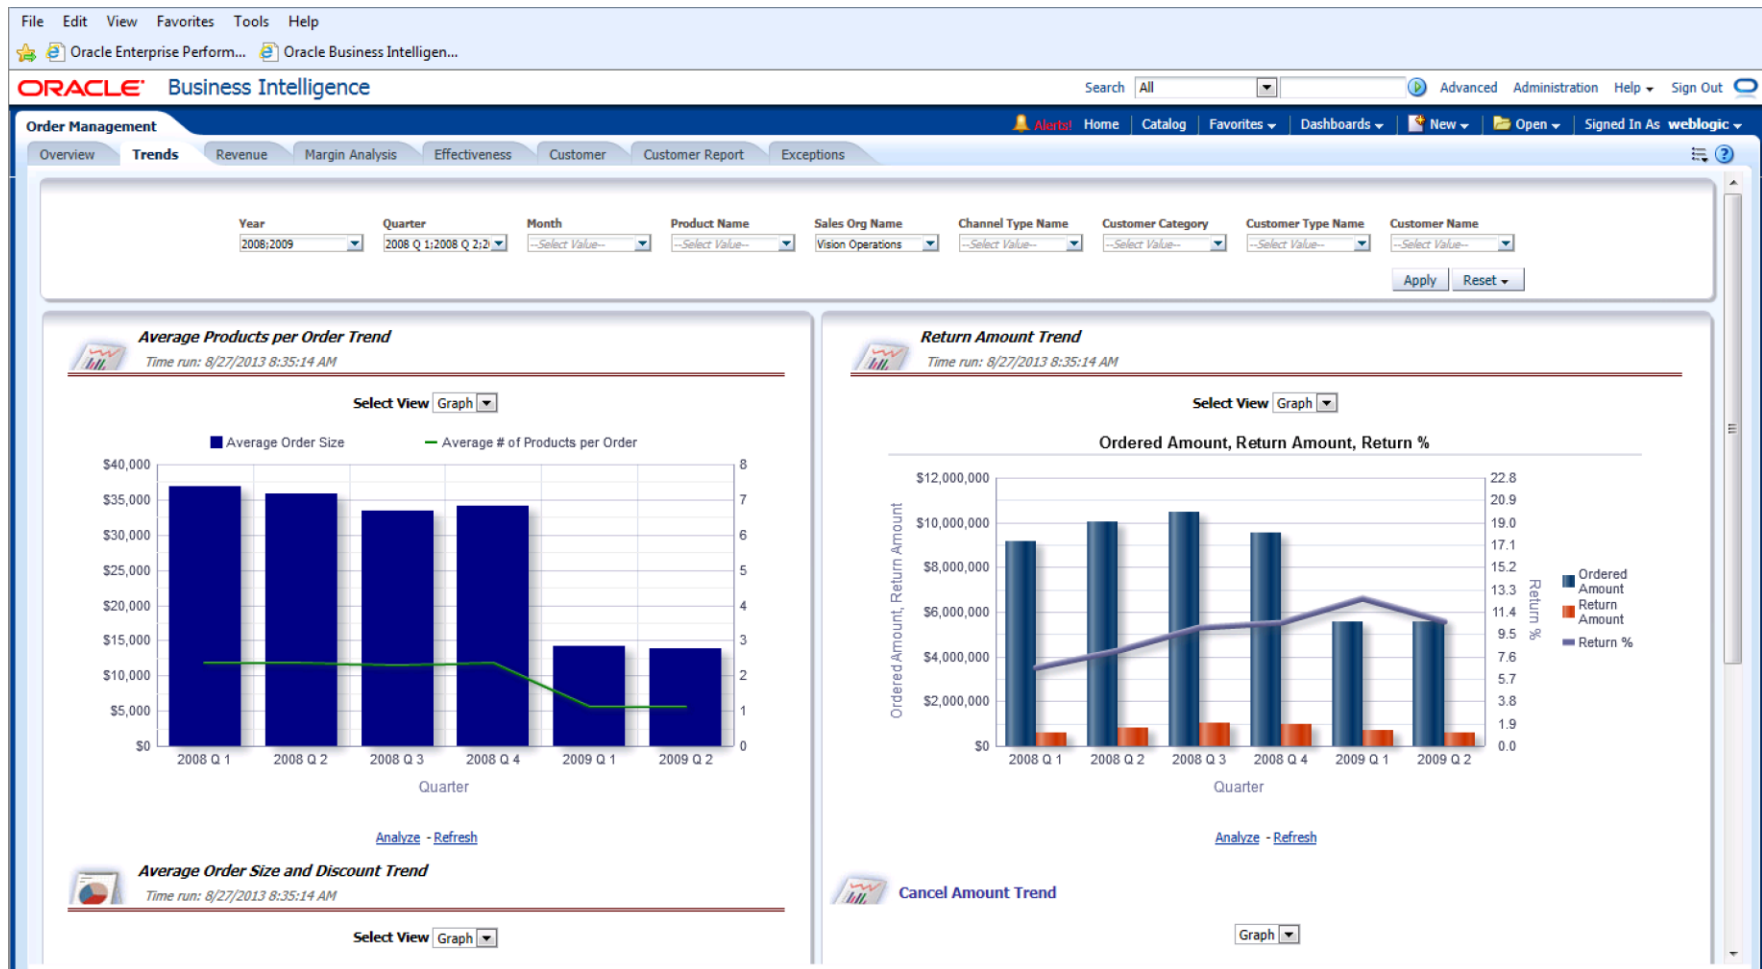 File Edit View Favorites Tools Help
Oracle Enterprise Perform... Oracle Business Intelligen...
ORACLE Business Intelligence Search All Advanced Administration Help Sign Out
Order Management Alerts! Home Catalog Favorites Dashboards New Open Signed In As weblogic
Overview Trends Revenue Margin Analysis Effectiveness Customer Customer Report Exceptions
Year Quarter Month Product Name Sales Org Name Channel Type Name Customer Category Customer Type Name Customer Name
2008;2009 2008 Q 1;2008 Q 2;2( --Select Value-- --Select Value-- Vision Operations --Select Value-- --Select Value-- --Select Value-- --Select Value--
Apply Reset
Average Products per Order Trend
Time run: 8/27/2013 8:35:14 AM
Select View Graph
Average Order Size Average # of Products per Order
$40,000 8
$35,000 7
$30,000 6
$25,000 5
$20,000 4
$15,000 3
$10,000 2
$5,000 1
$0 0
2008 Q 1 2008 Q 2 2008 Q 3 2008 Q 4 2009 Q 1 2009 Q 2
Quarter
Analyze - Refresh
Average Order Size and Discount Trend
Time run: 8/27/2013 8:35:14 AM
Select View Graph
Return Amount Trend
Time run: 8/27/2013 8:35:14 AM
Select View Graph
Ordered Amount, Return Amount, Return %
Ordered Amount, Return Amount
$12,000,000
$10,000,000
$8,000,000
$6,000,000
$4,000,000
$2,000,000
$0
22.8
20.9
19.0
17.1
15.2
13.3
11.4
9.5
7.6
5.7
3.8
1.9
0.0
Return %
Ordered
Amount
Return
Amount
Return %
2008 Q 1 2008 Q 2 2008 Q 3 2008 Q 4 2009 Q 1 2009 Q 2
Quarter
Analyze - Refresh
Cancel Amount Trend
Graph